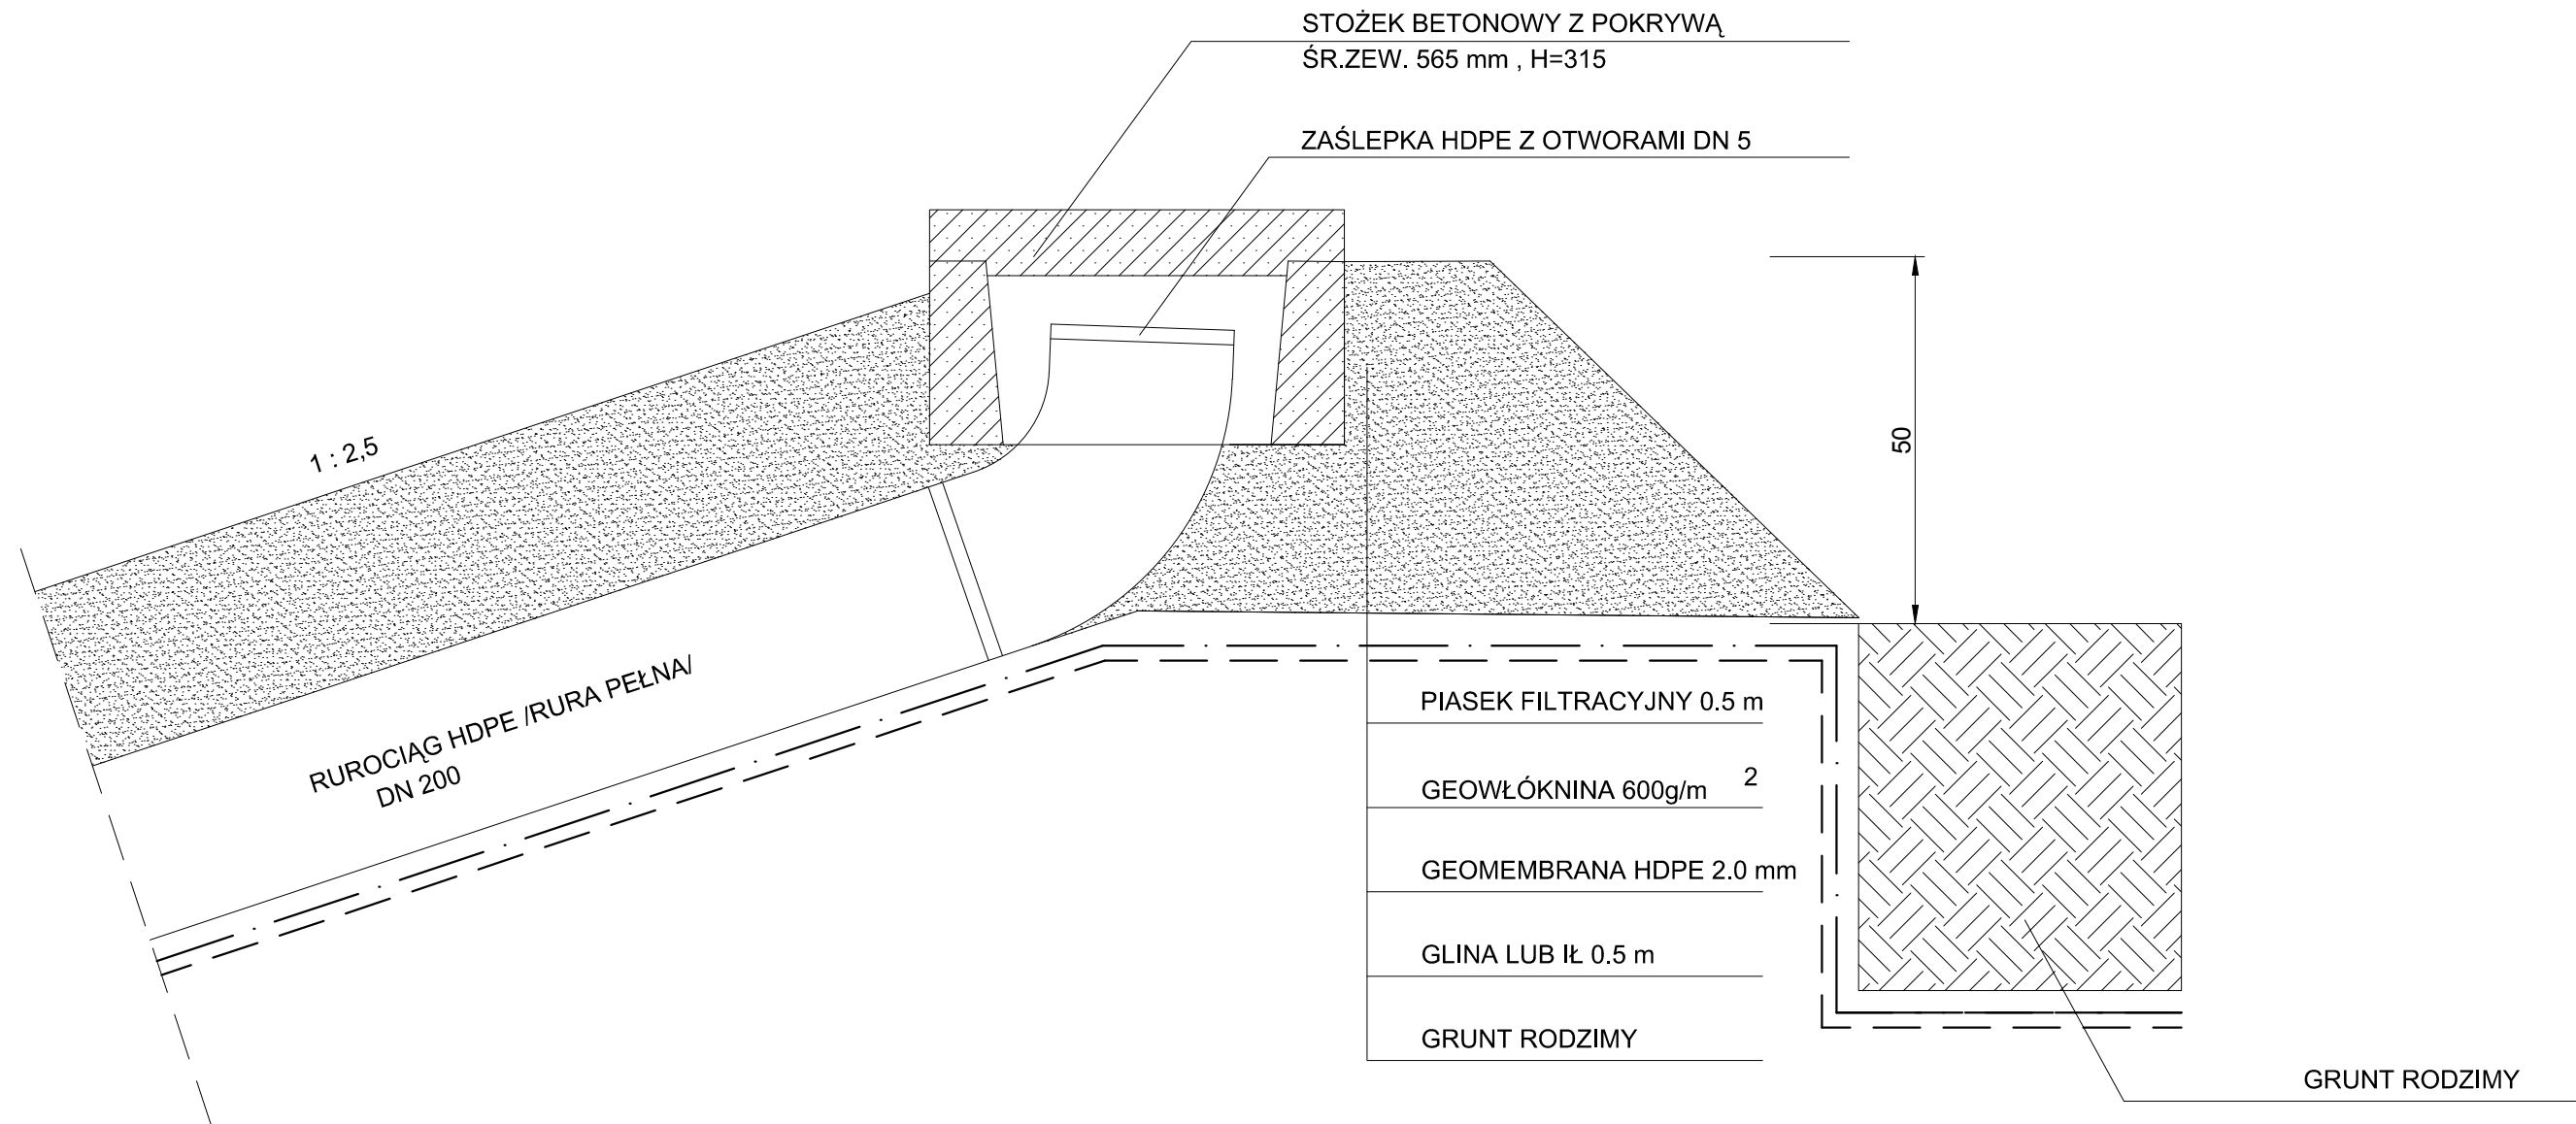 STOŻEK BETONOWY Z POKRYWĄ
ŚR.ZEW. 565 mm , H=315
ZAŚLEPKA HDPE Z OTWORAMI DN 5
1 : 2,5
50
RUROCIĄG HDPE /RURA PEŁNA/
DN 200
PIASEK FILTRACYJNY 0.5 m
GEOWŁÓKNINA 600g/m 2
GEOMEMBRANA HDPE 2.0 mm
GLINA LUB IŁ 0.5 m
GRUNT RODZIMY
GRUNT RODZIMY